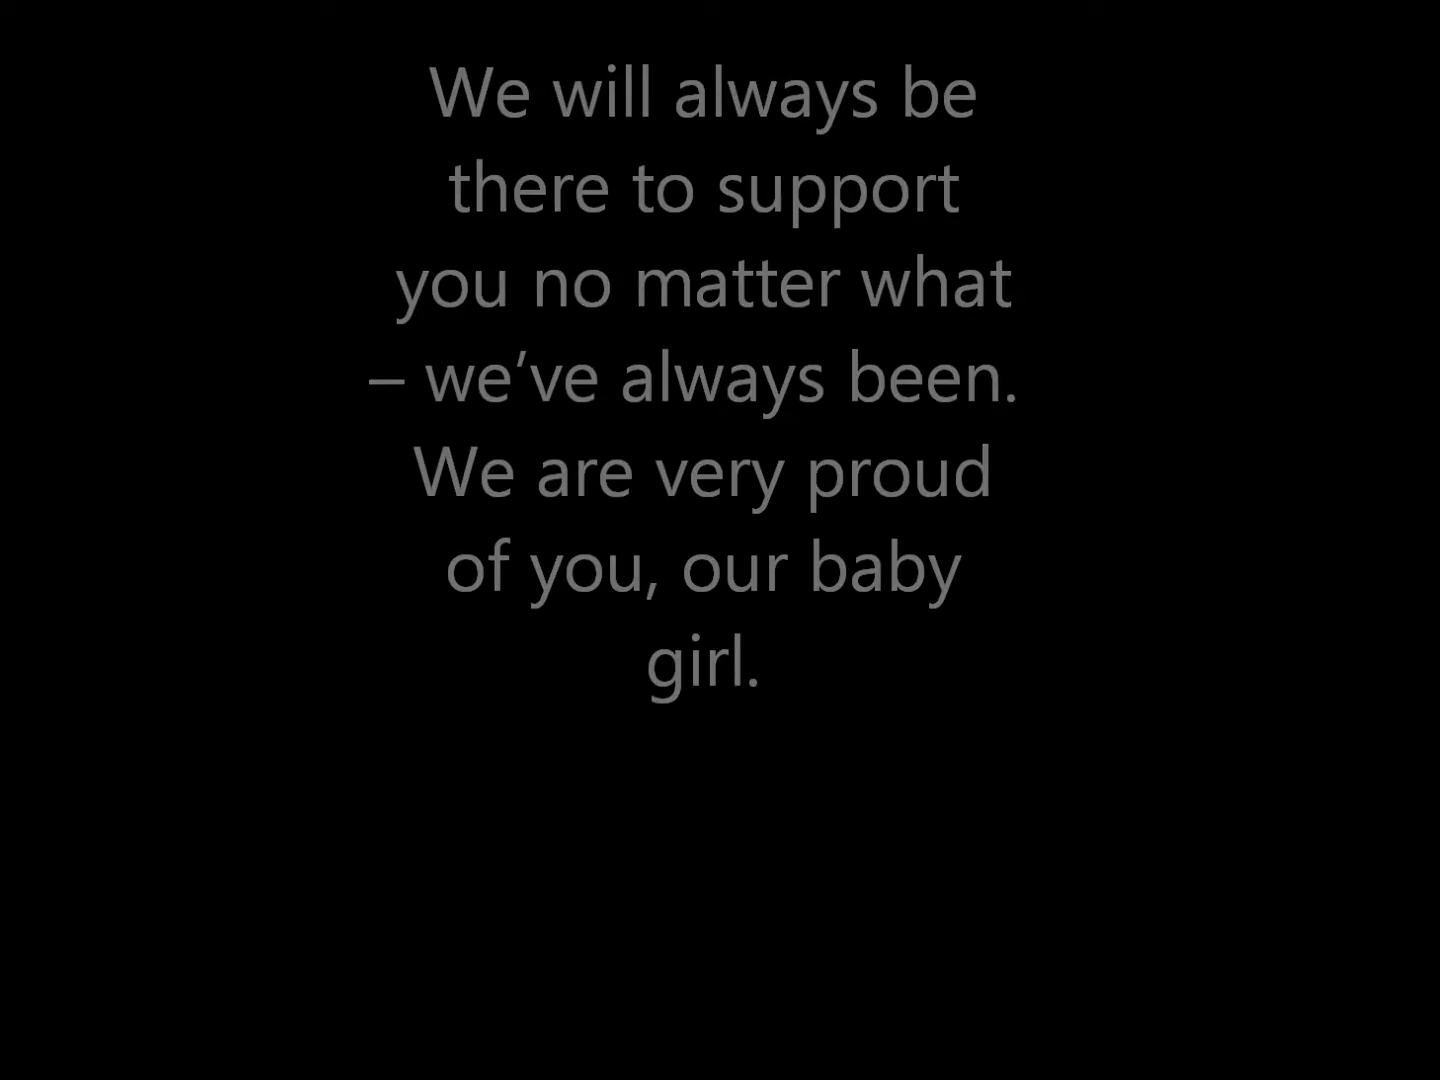 We will always be
there to support
you no matter what
– we’ve always been.
We are very proud
of you, our baby
girl.